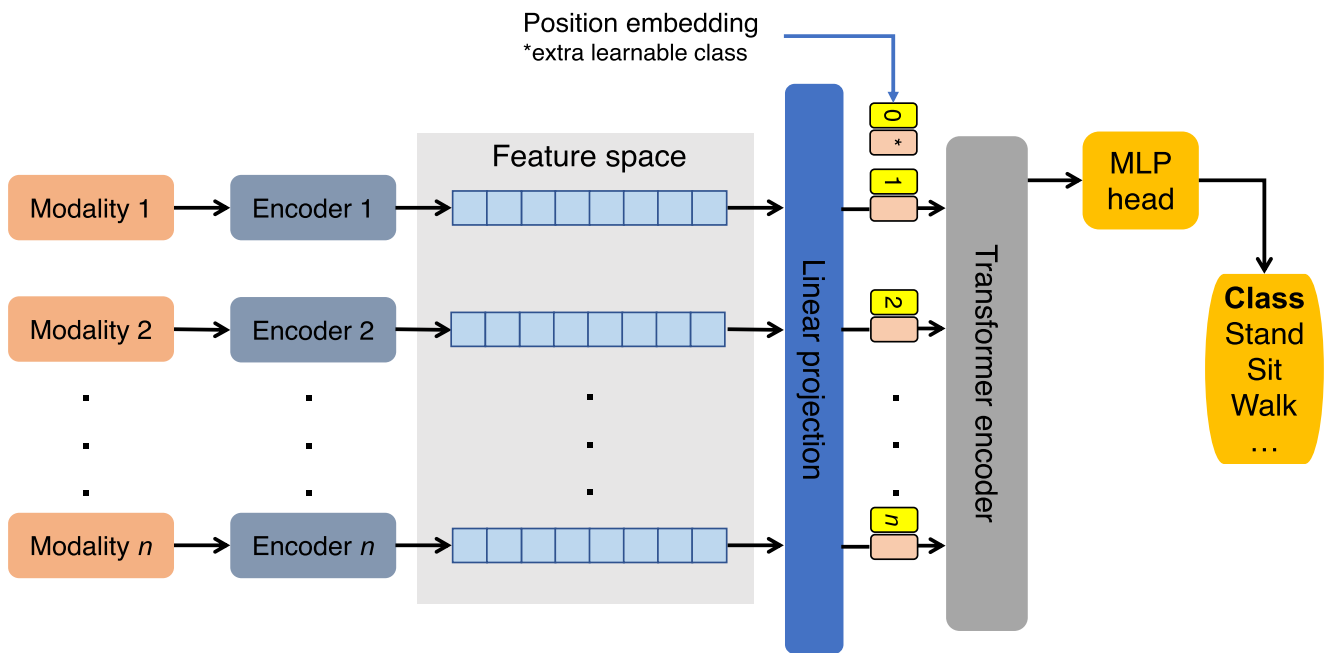 Position embedding
*extra learnable class
Feature space
Modality 1
Encoder 1
Modality 2
Encoder 2
Modality n
Encoder n
Linear projection
0
*
1
2
n
Transformer encoder
MLP
head
Class
Stand
Sit
Walk
...